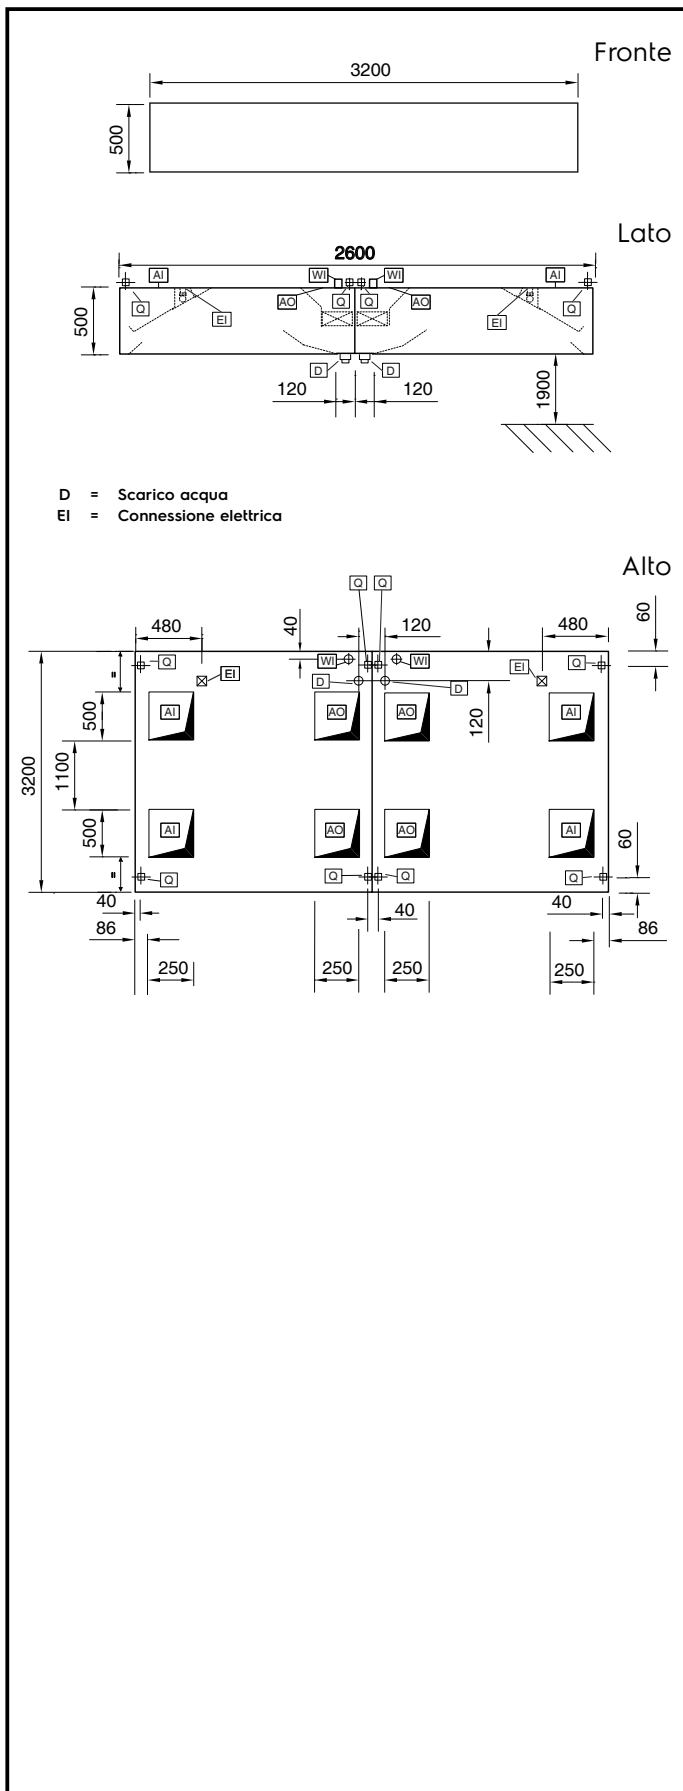 Fronte
3200
500
Lato
2600
AI
WI
WI
AI
Q
AO
Q
Q
AO
Q
EI
EI
500
D
D
120
120
1900
D = Scarico acqua
EI = Connessione elettrica
Alto
Q
Q
480
40
120
480
60
Q
WI
WI
Q
EI
EI
=
D
D
AI
AO
AO
AI
500
120
3200
1100
AI
AO
AO
AI
500
60
=
Q
Q
Q
Q
40
40
40
86
86
250
250
250
250